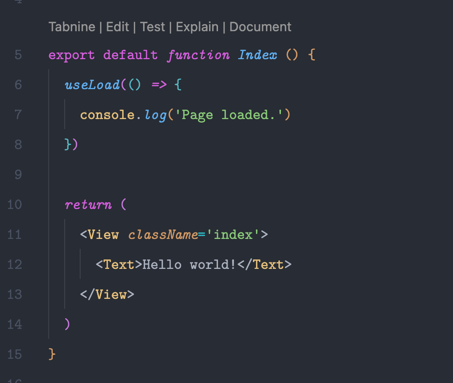 Tabnine | Edit | Test | Explain | Document
5 export default function Index () {
6   useLoad(() => {
7     console.log('Page loaded.')
8   })
9
10   return (
11     <View className='index'>
12       <Text>Hello world!</Text>
13     </View>
14   )
15 }